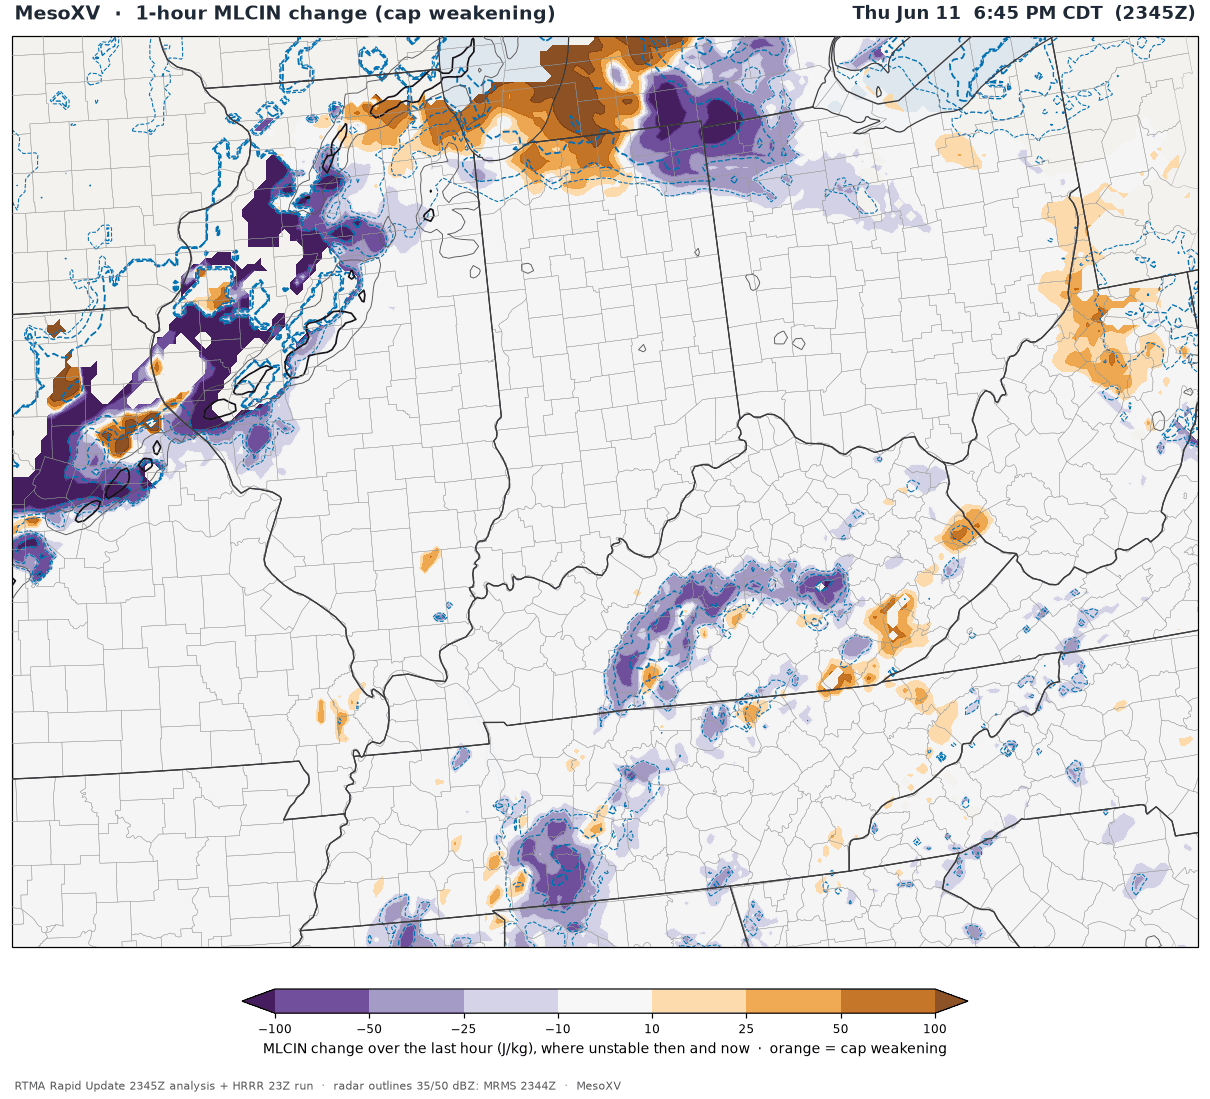 MesoXV · 1-hour MLCIN change (cap weakening)
Thu Jun 11 6:45 PM CDT (2345Z)
−100 −50 −25 −10 10 25 50 100
MLCIN change over the last hour (J/kg), where unstable then and now · orange = cap weakening
RTMA Rapid Update 2345Z analysis + HRRR 23Z run · radar outlines 35/50 dBZ: MRMS 2344Z · MesoXV